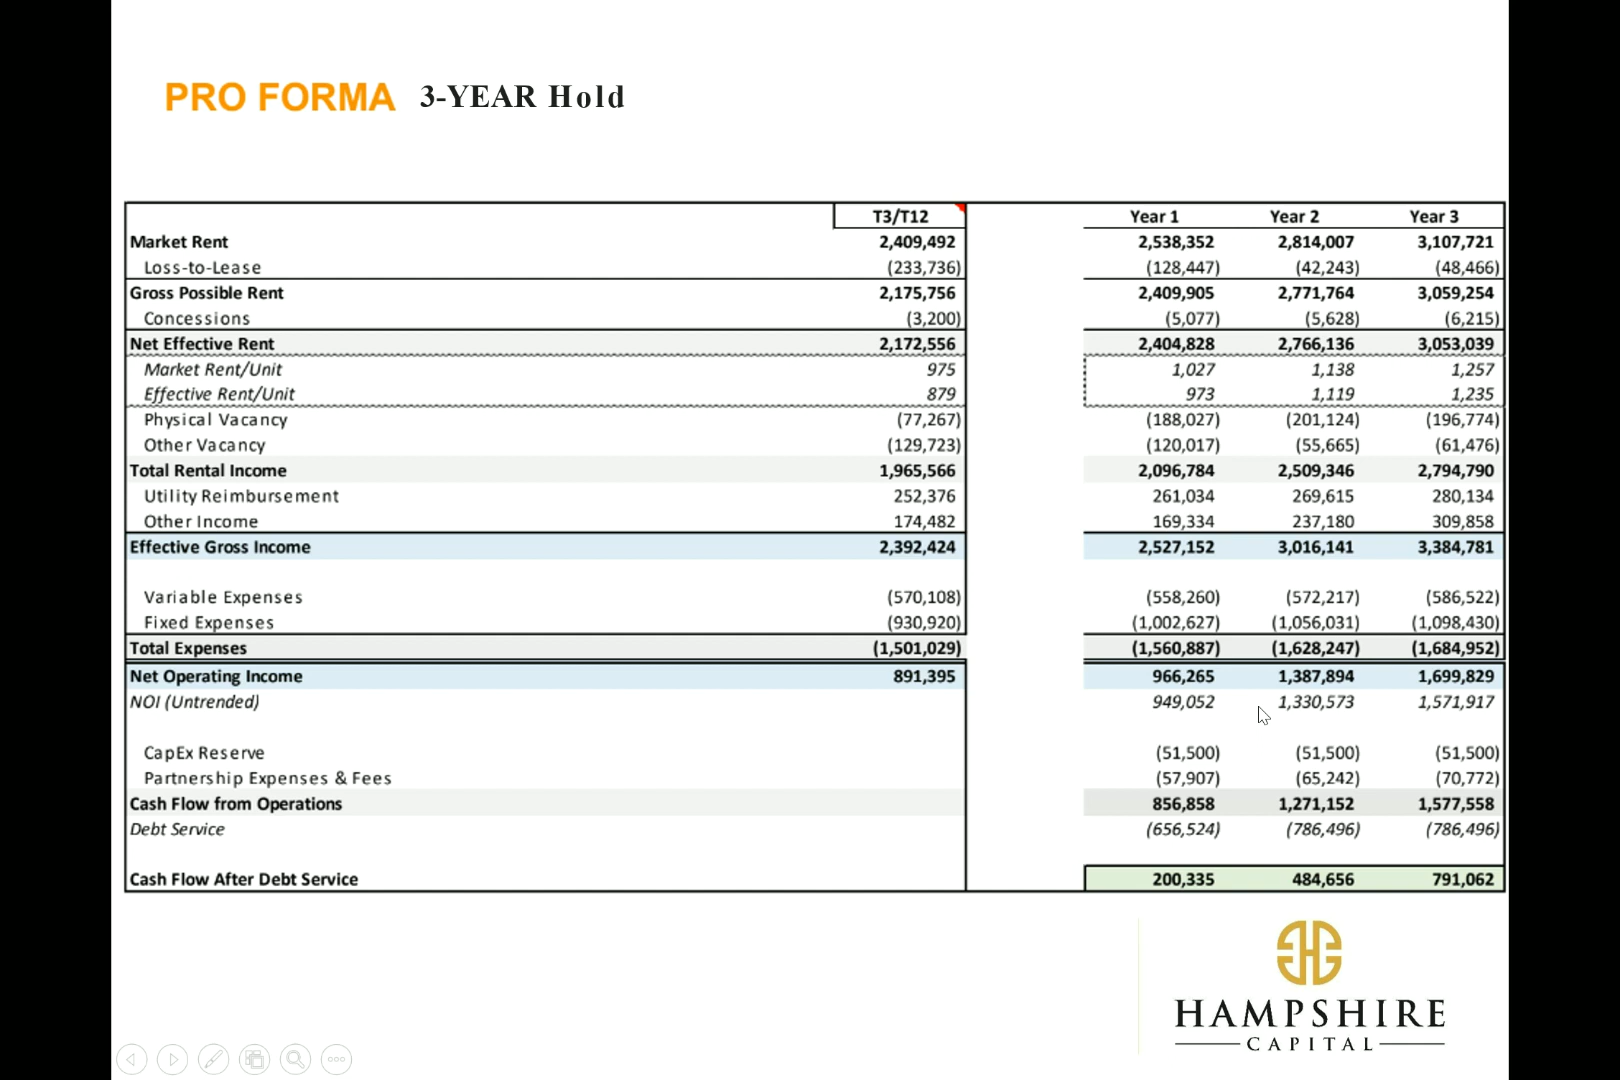 PRO FORMA 3-YEAR Hold
T3/T12 Year 1 Year 2 Year 3
Market Rent 2,409,492 2,538,352 2,814,007 3,107,721
Loss-to-Lease (233,736) (128,447) (42,243) (48,466)
Gross Possible Rent 2,175,756 2,409,905 2,771,764 3,059,254
Concessions (3,200) (5,077) (5,628) (6,215)
Net Effective Rent 2,172,556 2,404,828 2,766,136 3,053,039
Market Rent/Unit 975 1,027 1,138 1,257
Effective Rent/Unit 879 973 1,119 1,235
Physical Vacancy (77,267) (188,027) (201,124) (196,774)
Other Vacancy (129,723) (120,017) (55,665) (61,476)
Total Rental Income 1,965,566 2,096,784 2,509,346 2,794,790
Utility Reimbursement 252,376 261,034 269,615 280,134
Other Income 174,482 169,334 237,180 309,858
Effective Gross Income 2,392,424 2,527,152 3,016,141 3,384,781
Variable Expenses (570,108) (558,260) (572,217) (586,522)
Fixed Expenses (930,920) (1,002,627) (1,056,031) (1,098,430)
Total Expenses (1,501,029) (1,560,887) (1,628,247) (1,684,952)
Net Operating Income 891,395 966,265 1,387,894 1,699,829
NOI (Untrended) 949,052 1,330,573 1,571,917
CapEx Reserve (51,500) (51,500) (51,500)
Partnership Expenses & Fees (57,907) (65,242) (70,772)
Cash Flow from Operations 856,858 1,271,152 1,577,558
Debt Service (656,524) (786,496) (786,496)
Cash Flow After Debt Service 200,335 484,656 791,062
HAMPSHIRE
CAPITAL